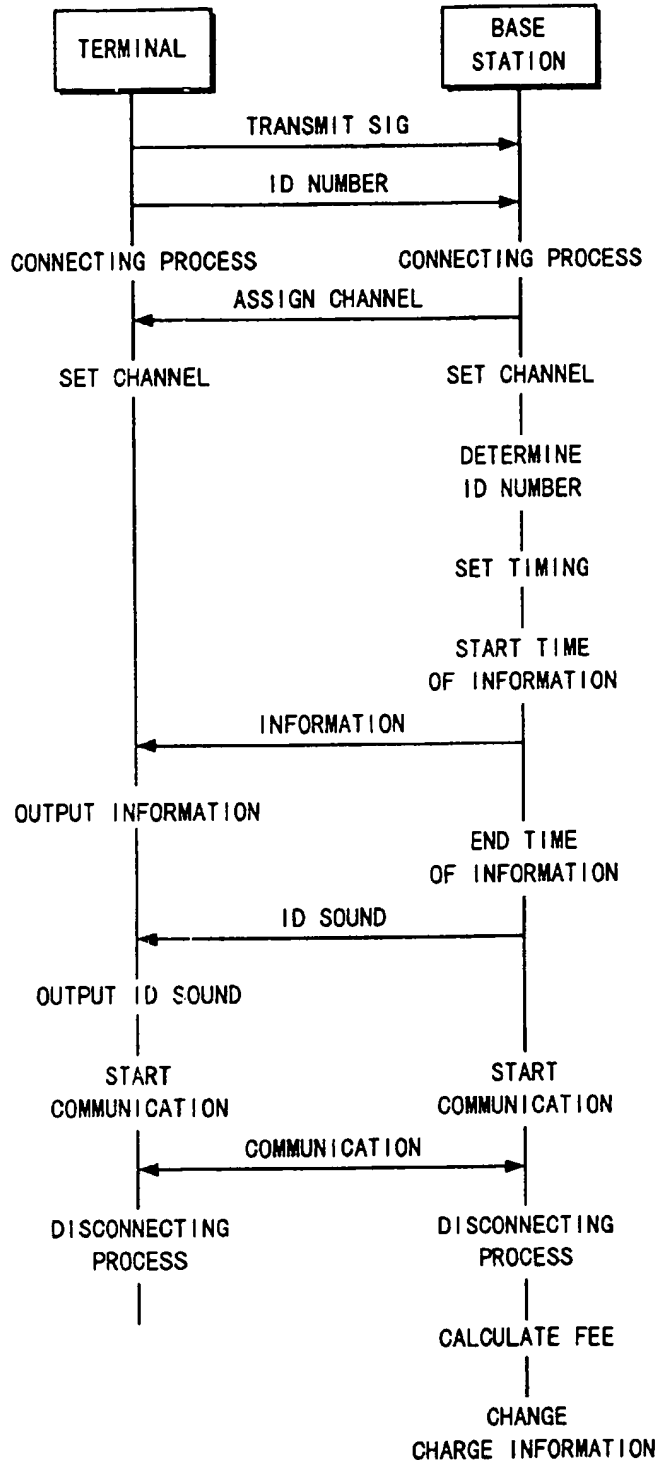 TERMINAL
BASE
STATION
TRANSMIT SIG
ID NUMBER
CONNECTING PROCESS
CONNECTING PROCESS
ASSIGN CHANNEL
SET CHANNEL
SET CHANNEL
DETERMINE
ID NUMBER
SET TIMING
START TIME
OF INFORMATION
INFORMATION
OUTPUT INFORMATION
END TIME
OF INFORMATION
ID SOUND
OUTPUT ID SOUND
START
COMMUNICATION
START
COMMUNICATION
COMMUNICATION
DISCONNECTING
PROCESS
DISCONNECTING
PROCESS
CALCULATE FEE
CHANGE
CHARGE INFORMATION